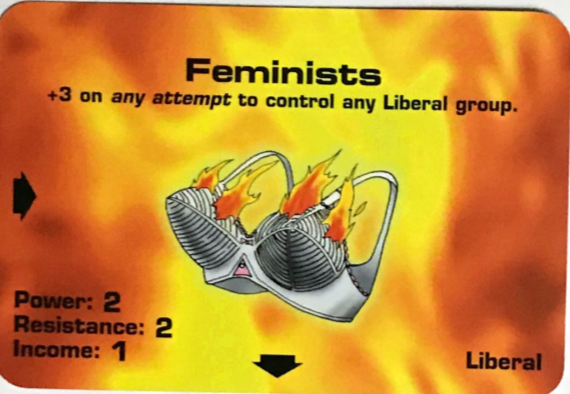 Feminists
+3 on any attempt to control any Liberal group.
Power: 2
Resistance: 2
Income: 1
Liberal